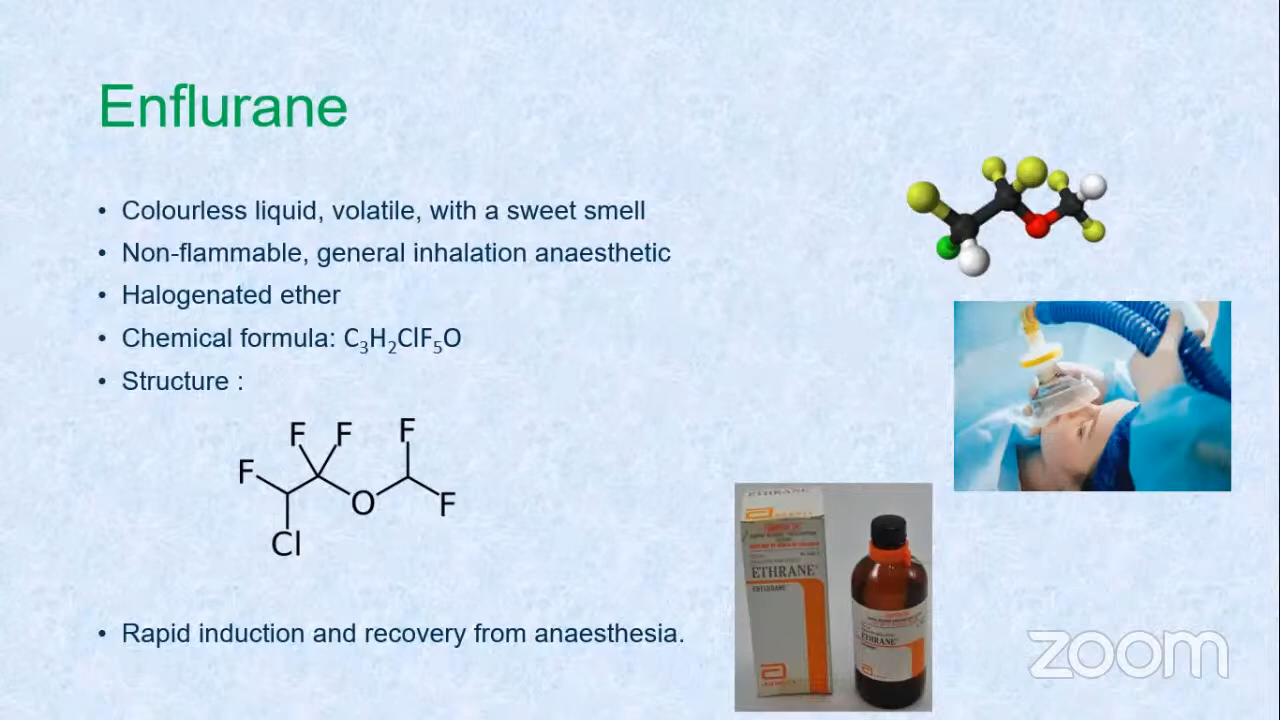 Enflurane
• Colourless liquid, volatile, with a sweet smell
• Non-flammable, general inhalation anaesthetic
• Halogenated ether
• Chemical formula: C₃H₂ClF₅O
• Structure :
F F F
F
O F
Cl
• Rapid induction and recovery from anaesthesia.
ETHRANE
ETHRANE
ETHRANE
zoom